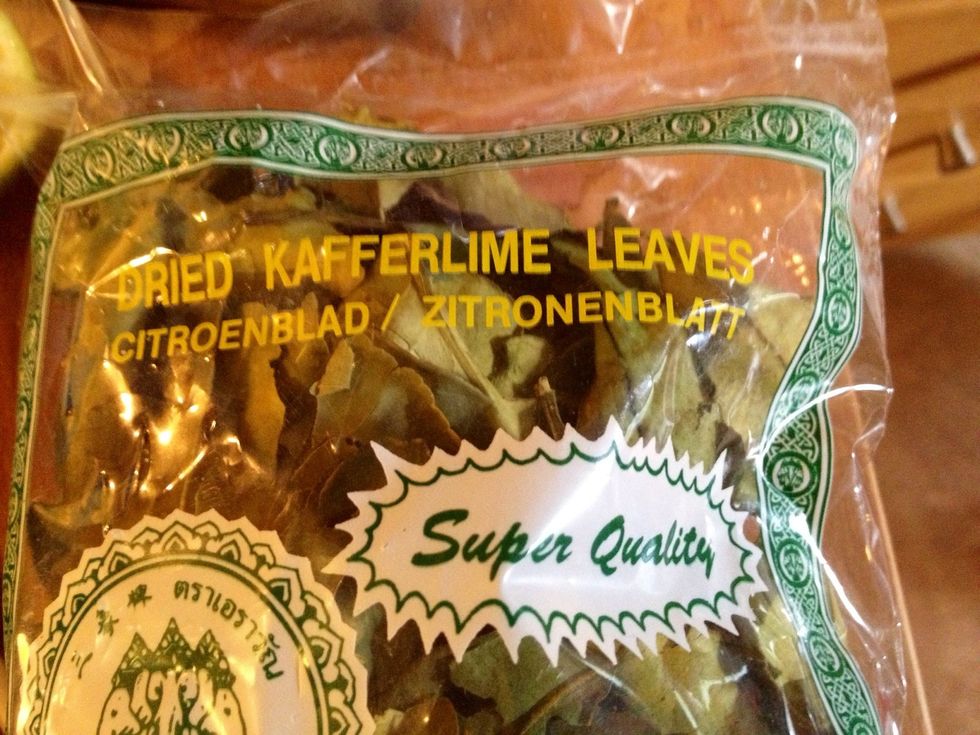 DRIED KAFFERLIME LEAVES
CITROENBLAD / ZITRONENBLATT
Super Quality
ตราเอราวัณ